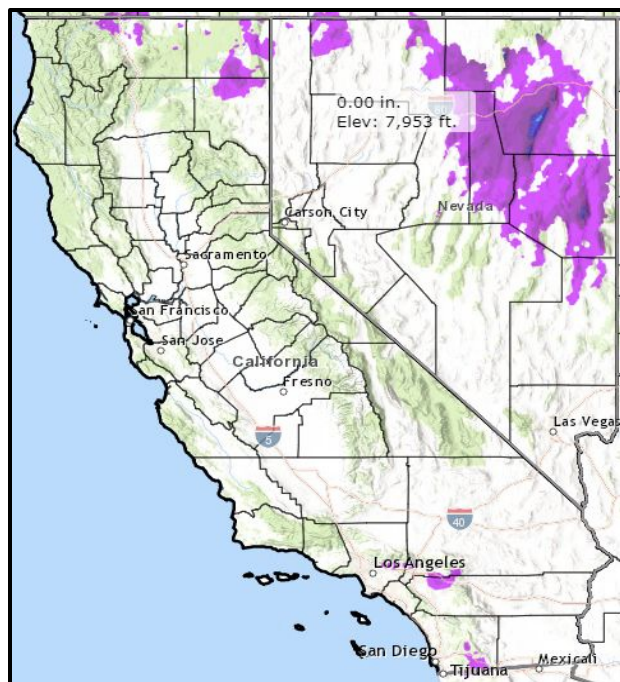 0.00 in.
Elev: 7,953 ft.
80
Carson City
Nevada
Sacramento
San Francisco
San Jose
California
Fresno
5
Las Vegas
40
Los Angeles
San Diego
Tijuana
Mexicali